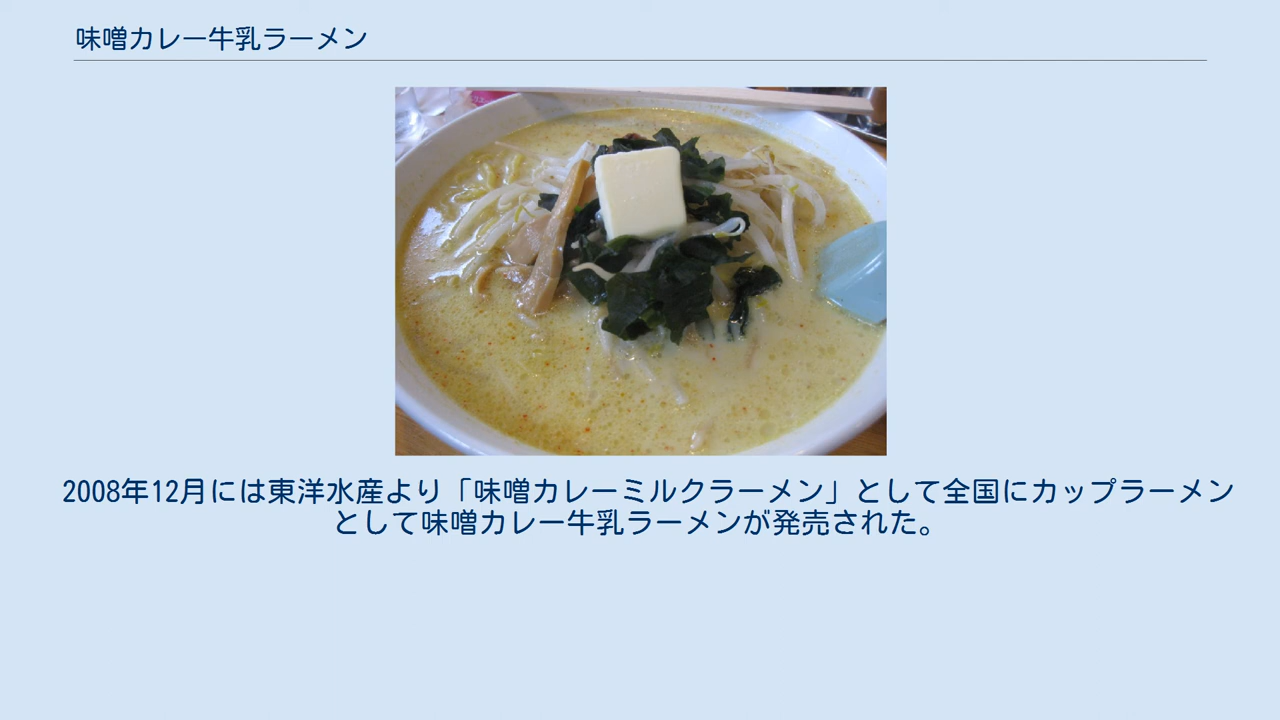 味噌カレー牛乳ラーメン
2008年12月には東洋水産より「味噌カレーミルクラーメン」として全国にカップラーメン
として味噌カレー牛乳ラーメンが発売された。